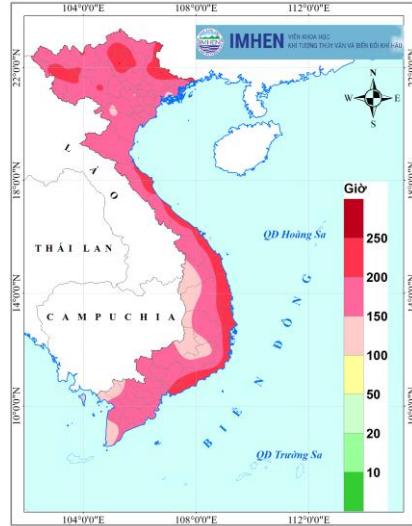 104°0'0"E 108°0'0"E 112°0'0"E
IMHEN
IMHEN VIỆN KHOA HỌC
KHÍ TƯỢNG THỦY VĂN VÀ BIẾN ĐỔI KHÍ HẬU
22°0'0"N
N
W E
S
LÀO
18°0'0"N
Giờ
250
200
150
100
50
20
10
QĐ Hoàng Sa
THÁI LAN
14°0'0"N
CAMPUCHIA
BIỂN ĐÔNG
10°0'0"N
QĐ Trường Sa
104°0'0"E 108°0'0"E 112°0'0"E